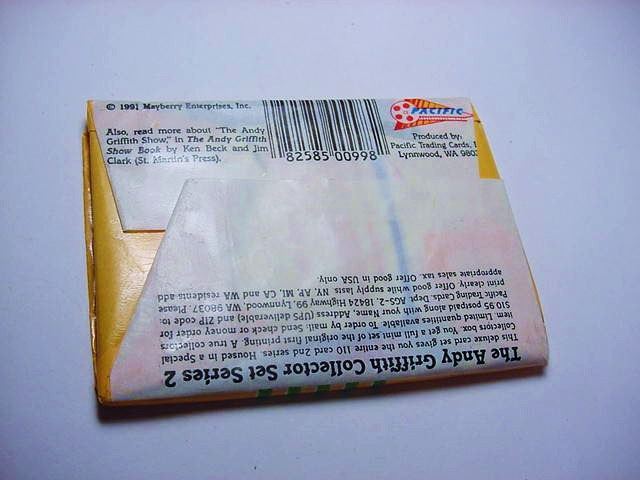 © 1991 Mayberry Enterprises, Inc.
Also, read more about "The Andy
Griffith Show," in The Andy Griffith
Show Book by Ken Beck and Jim
Clark (St. Martin's Press).
82585 00998
PACIFIC
Produced by:
Pacific Trading Cards, I
Lynnwood, WA 980
The Andy Griffith Collector Set Series 2
This deluxe card set gives you the entire 110 card 2nd series. Housed in a Special
Collectors Box. You get a full mint set of the original first printing. A true collectors
item. Limited quantities available. To order by mail: Send check or money order for
$10.95 postpaid along with your Name, Address (UPS deliverable) and ZIP code to:
Pacific Trading Cards, Dept. AGS-2, 18424 Highway 99, Lynnwood, WA 98037. Please
print clearly. Offer good while supply lasts. NY, AP, MI, CA and WA residents add
appropriate sales tax. Offer good in USA only.